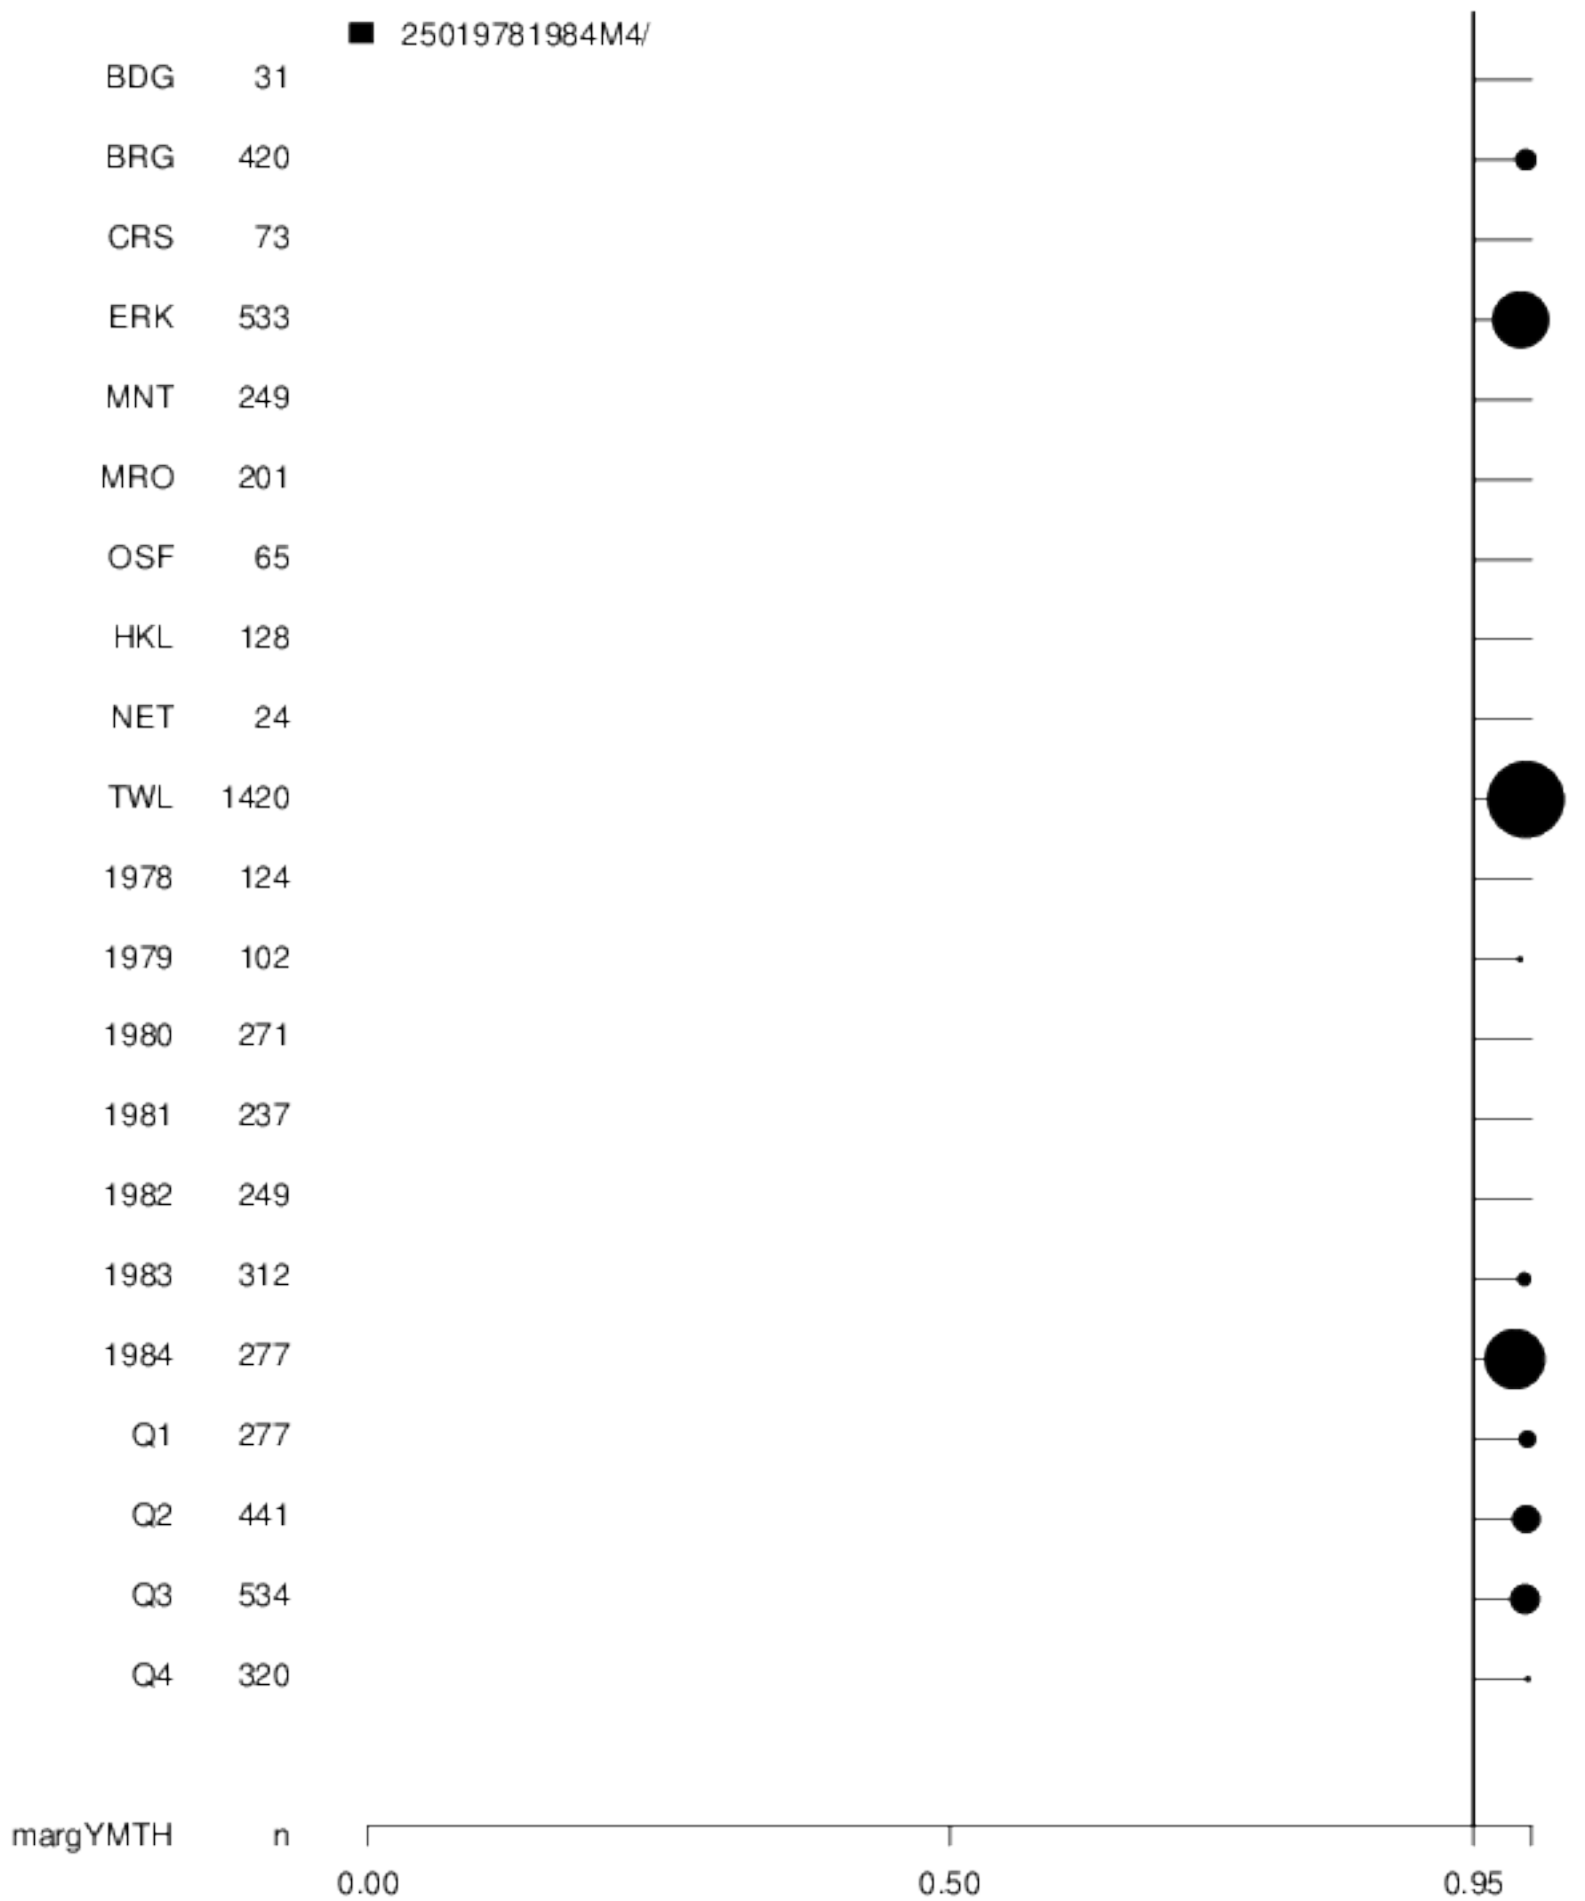 25019781984M4/
BDG 31
BRG 420
CRS 73
ERK 533
MNT 249
MRO 201
OSF 65
HKL 128
NET 24
TWL 1420
1978 124
1979 102
1980 271
1981 237
1982 249
1983 312
1984 277
Q1 277
Q2 441
Q3 534
Q4 320
margYMTH n
0.00 0.50 0.95